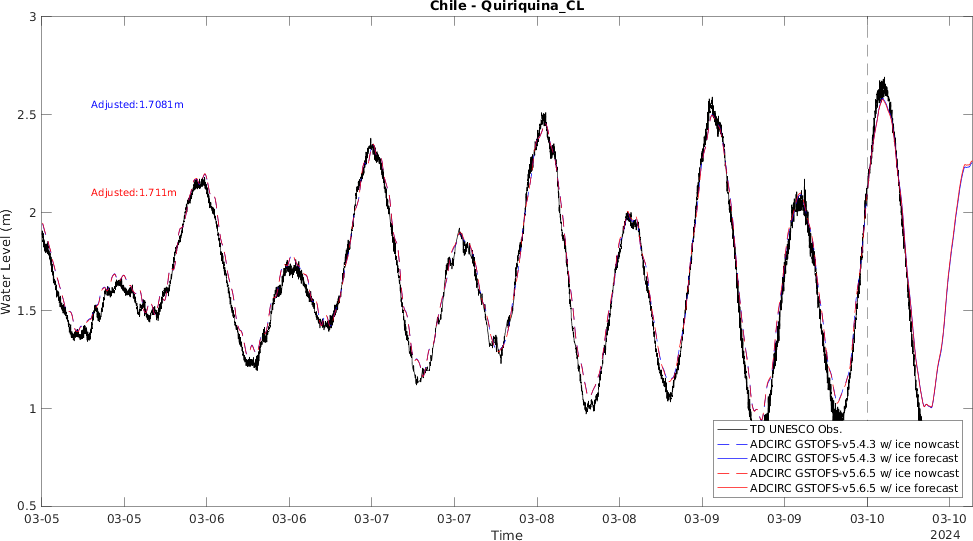 Chile - Quiriquina_CL
3
2.5
2
1.5
1
0.5
Water Level (m)
Adjusted:1.7081m
Adjusted:1.711m
TD UNESCO Obs.
ADCIRC GSTOFS-v5.4.3 w/ ice nowcast
ADCIRC GSTOFS-v5.4.3 w/ ice forecast
ADCIRC GSTOFS-v5.6.5 w/ ice nowcast
ADCIRC GSTOFS-v5.6.5 w/ ice forecast
03-05 03-05 03-06 03-06 03-07 03-07 03-08 03-08 03-09 03-09 03-10 03-10
2024
Time